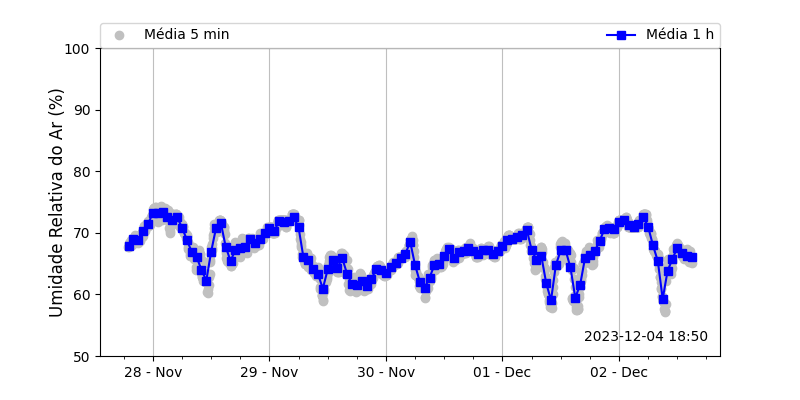 Média 5 min
Média 1 h
Umidade Relativa do Ar (%)
100
90
80
70
60
50
2023-12-04 18:50
28 - Nov
29 - Nov
30 - Nov
01 - Dec
02 - Dec